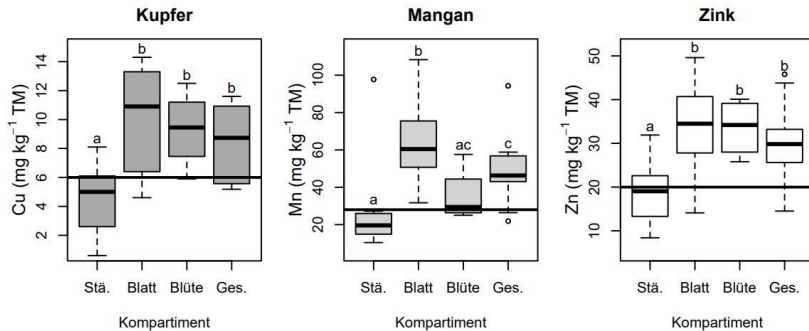 Kupfer
Cu (mg kg⁻¹ TM)
14
12
10
8
6
4
2
a
b
b
b
Stä. Blatt Blüte Ges.
Kompartiment
Mangan
Mn (mg kg⁻¹ TM)
100
80
60
40
20
a
b
ac
c
Stä. Blatt Blüte Ges.
Kompartiment
Zink
Zn (mg kg⁻¹ TM)
50
40
30
20
10
a
b
b
b
Stä. Blatt Blüte Ges.
Kompartiment